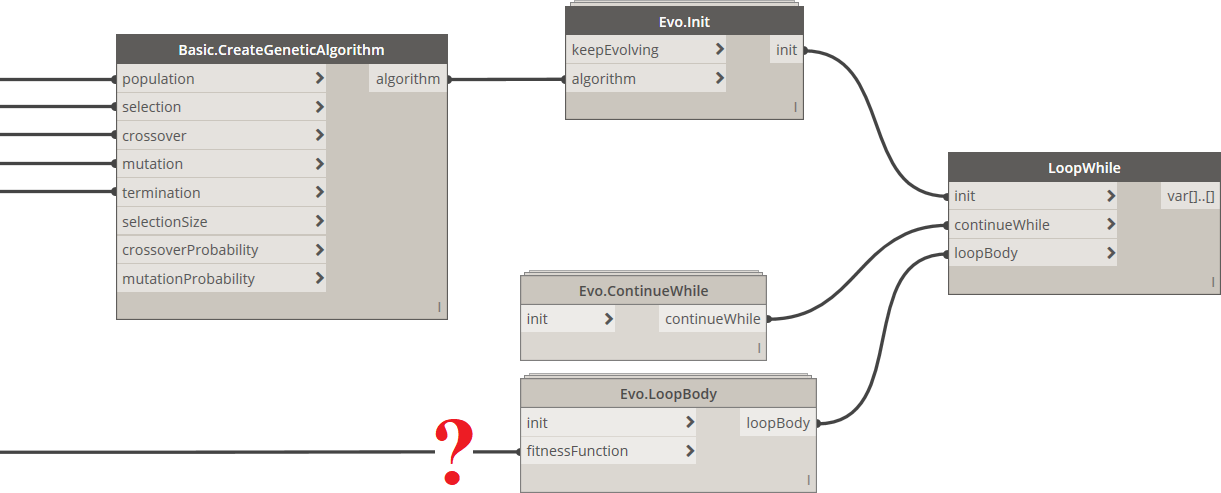 Basic.CreateGeneticAlgorithm
population
algorithm
selection
crossover
mutation
termination
selectionSize
crossoverProbability
mutationProbability
l
Evo.Init
keepEvolving
init
algorithm
l
LoopWhile
init
var[]..[]
continueWhile
loopBody
l
Evo.ContinueWhile
init
continueWhile
l
Evo.LoopBody
init
loopBody
fitnessFunction
l
?